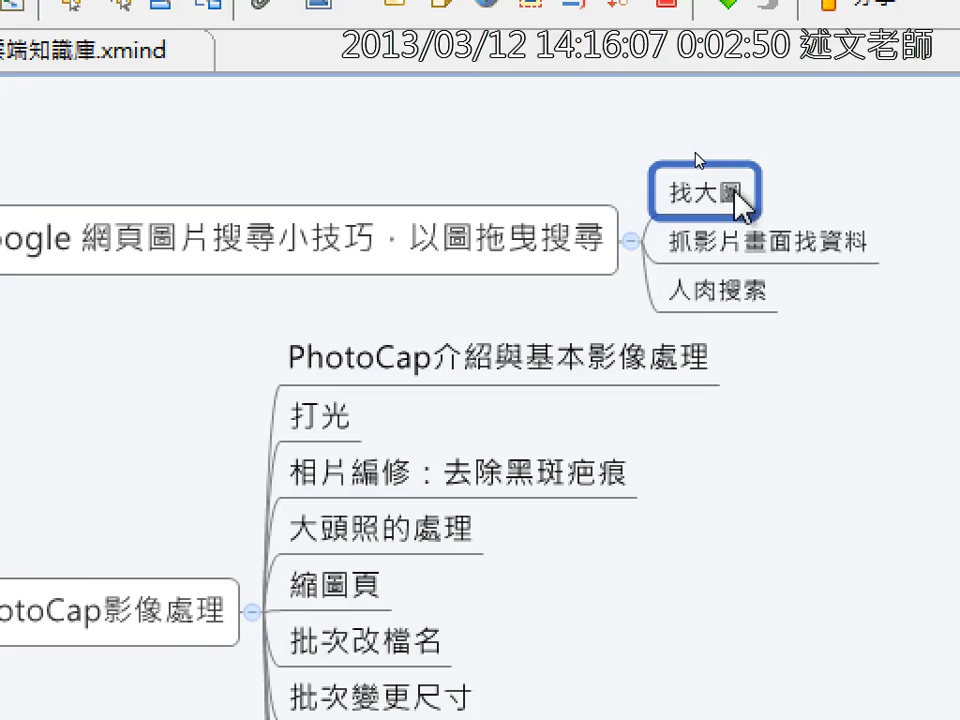 分享
雲端知識庫.xmind
2013/03/12 14:16:07 0:02:50 述文老師
找大圖
oogle 網頁圖片搜尋小技巧，以圖拖曳搜尋
抓影片畫面找資料
人肉搜索
PhotoCap介紹與基本影像處理
打光
相片編修：去除黑斑疤痕
大頭照的處理
縮圖頁
otoCap影像處理
批次改檔名
批次變更尺寸